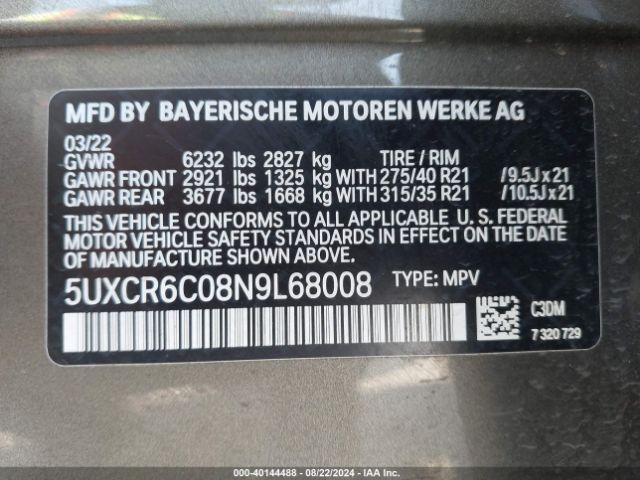 MFD BY BAYERISCHE MOTOREN WERKE AG
03/22
GVWR 6232 lbs 2827 kg TIRE / RIM
GAWR FRONT 2921 lbs 1325 kg WITH 275/40 R21 /9.5J x 21
GAWR REAR 3677 lbs 1668 kg WITH 315/35 R21 /10.5J x 21
THIS VEHICLE CONFORMS TO ALL APPLICABLE U. S. FEDERAL
MOTOR VEHICLE SAFETY STANDARDS IN EFFECT ON THE DATE
OF MANUFACTURE SHOWN ABOVE.
5UXCR6C08N9L68008 TYPE: MPV
C3DM
7 320 729
000-40144488 - 08/22/2024 - IAAI.COM